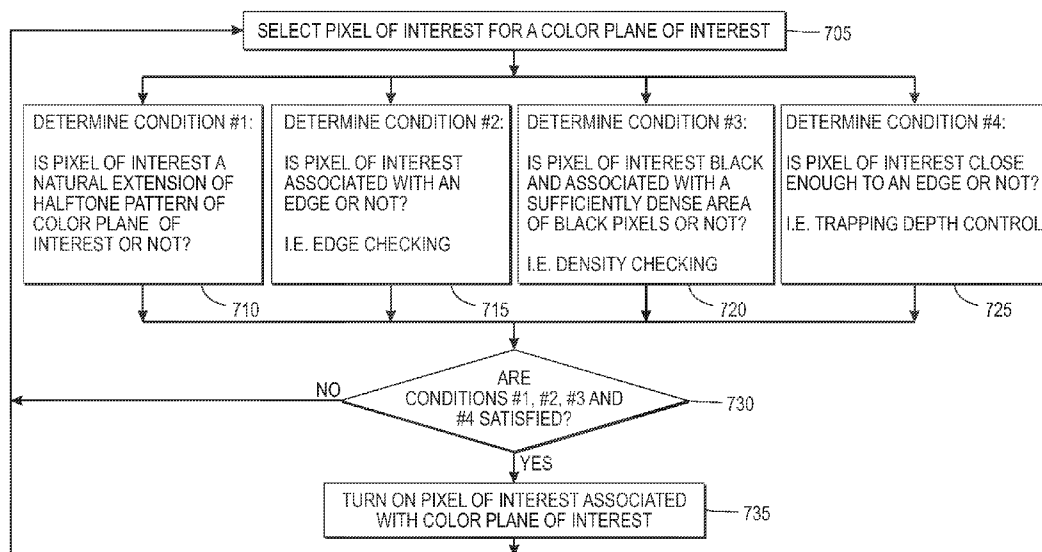 SELECT PIXEL OF INTEREST FOR A COLOR PLANE OF INTEREST
705
DETERMINE CONDITION #1:
IS PIXEL OF INTEREST A
NATURAL EXTENSION OF
HALFTONE PATTERN OF
COLOR PLANE OF
INTEREST OR NOT?
710
DETERMINE CONDITION #2:
IS PIXEL OF INTEREST
ASSOCIATED WITH AN
EDGE OR NOT?
I.E. EDGE CHECKING
715
DETERMINE CONDITION #3:
IS PIXEL OF INTEREST BLACK
AND ASSOCIATED WITH A
SUFFICIENTLY DENSE AREA
OF BLACK PIXELS OR NOT?
I.E. DENSITY CHECKING
720
DETERMINE CONDITION #4:
IS PIXEL OF INTEREST CLOSE
ENOUGH TO AN EDGE OR NOT?
I.E. TRAPPING DEPTH CONTROL
725
ARE
CONDITIONS #1, #2, #3 AND
#4 SATISFIED?
730
NO
YES
TURN ON PIXEL OF INTEREST ASSOCIATED
WITH COLOR PLANE OF INTEREST
735